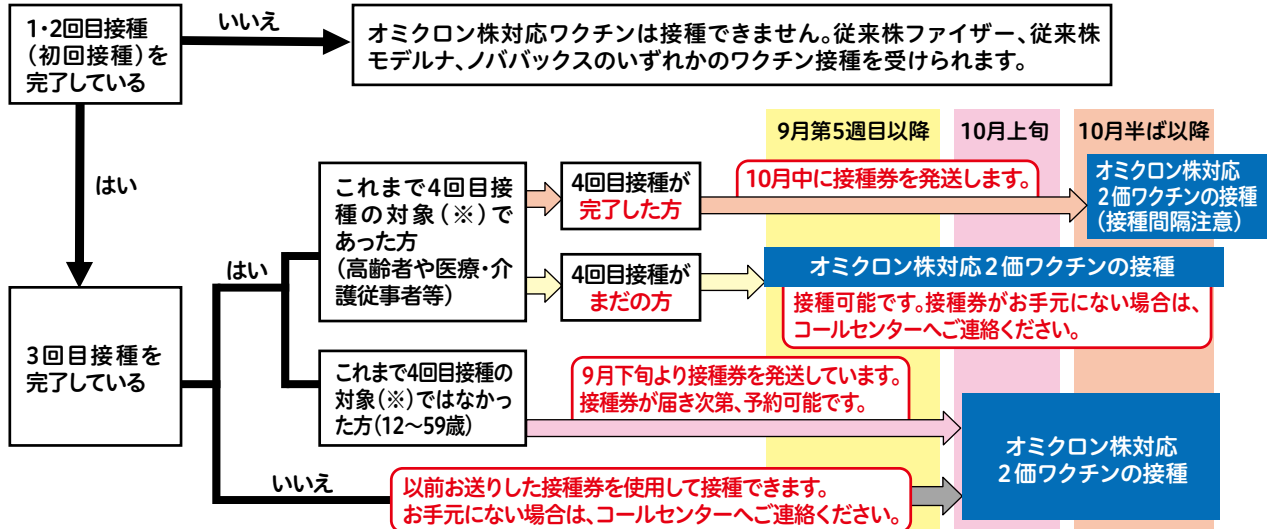 1・2回目接種
（初回接種）を
完了している
いいえ
オミクロン株対応ワクチンは接種できません。従来株ファイザー、従来株
モデルナ、ノババックスのいずれかのワクチン接種を受けられます。
はい
9月第5週目以降
10月上旬
10月半ば以降
これまで4回目接
種の対象（※）で
あった方
（高齢者や医療・介
護従事者等）
4回目接種が
完了した方
10月中に接種券を発送します。
オミクロン株対応
2価ワクチンの接種
（接種間隔注意）
はい
4回目接種が
まだの方
オミクロン株対応2価ワクチンの接種
接種可能です。接種券がお手元にない場合は、
コールセンターへご連絡ください。
3回目接種を
完了している
これまで4回目接種の
対象（※）ではなかっ
た方（12～59歳）
9月下旬より接種券を発送しています。
接種券が届き次第、予約可能です。
オミクロン株対応
2価ワクチンの接種
いいえ
以前お送りした接種券を使用して接種できます。
お手元にない場合は、コールセンターへご連絡ください。